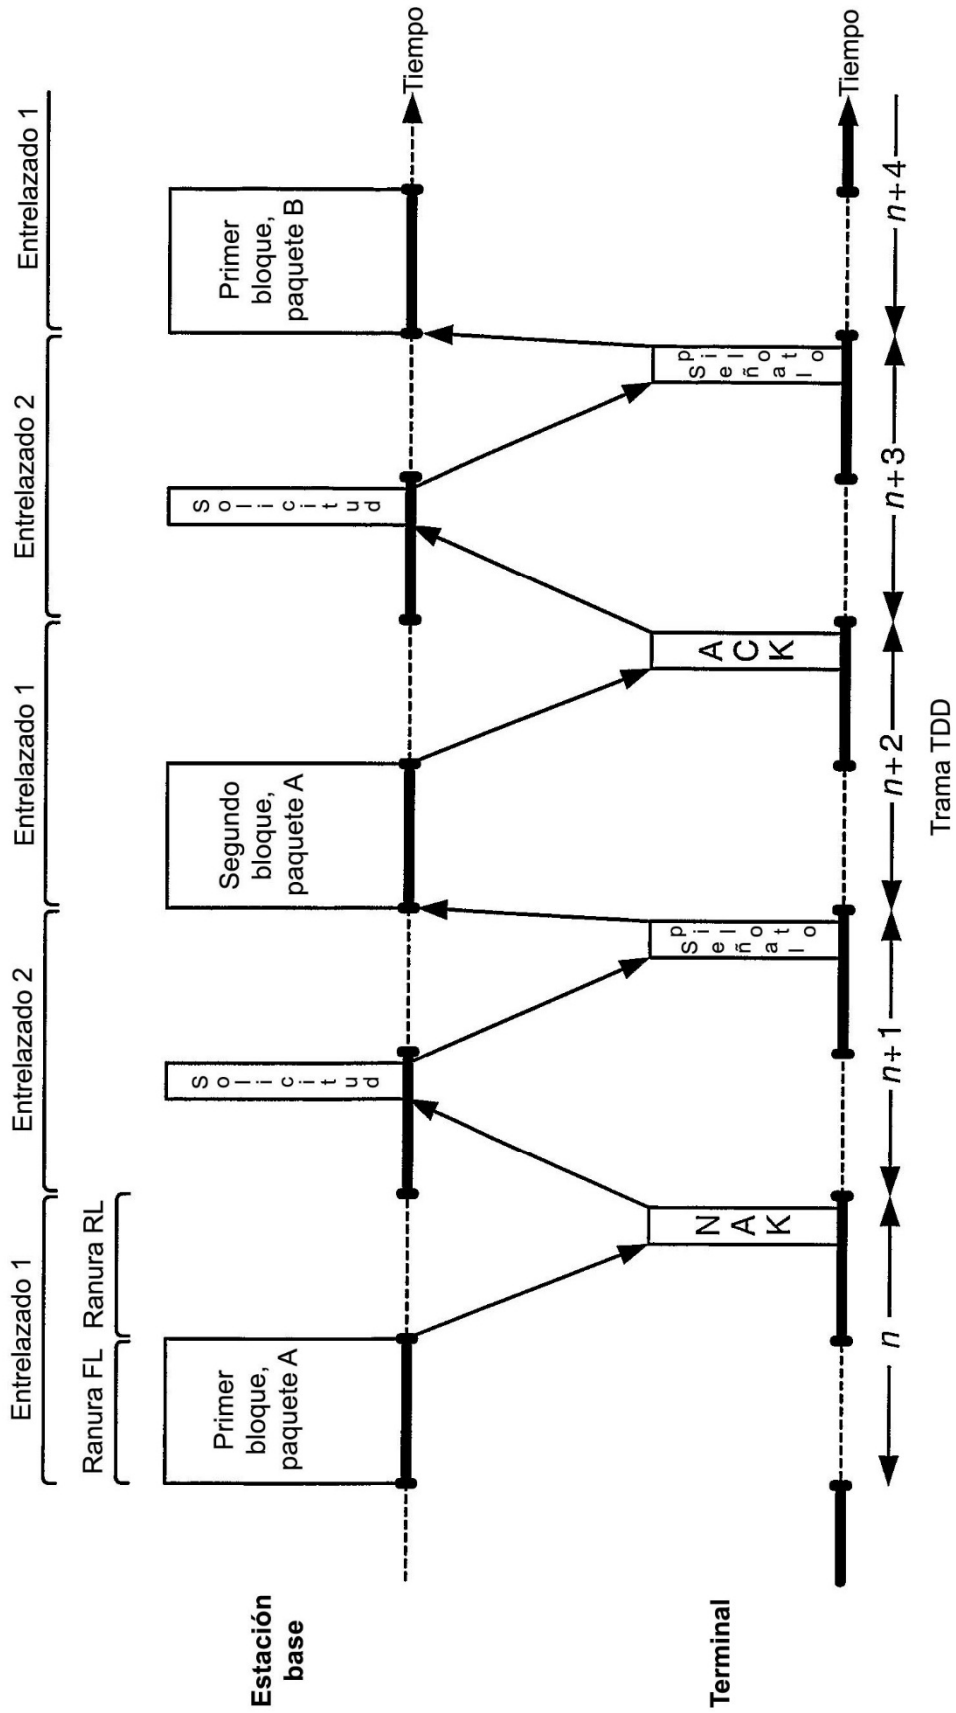 Entrelazado 1
Entrelazado 2
Entrelazado 1
Entrelazado 2
Entrelazado 1
Ranura FL
Ranura RL
Estación
base
Primer
bloque,
paquete A
Solicitud
Segundo
bloque,
paquete A
Solicitud
Primer
bloque,
paquete B
Tiempo
Terminal
NAK
Señal
piloto
ACK
Señal
piloto
Tiempo
n
n+1
n+2
n+3
n+4
Trama TDD